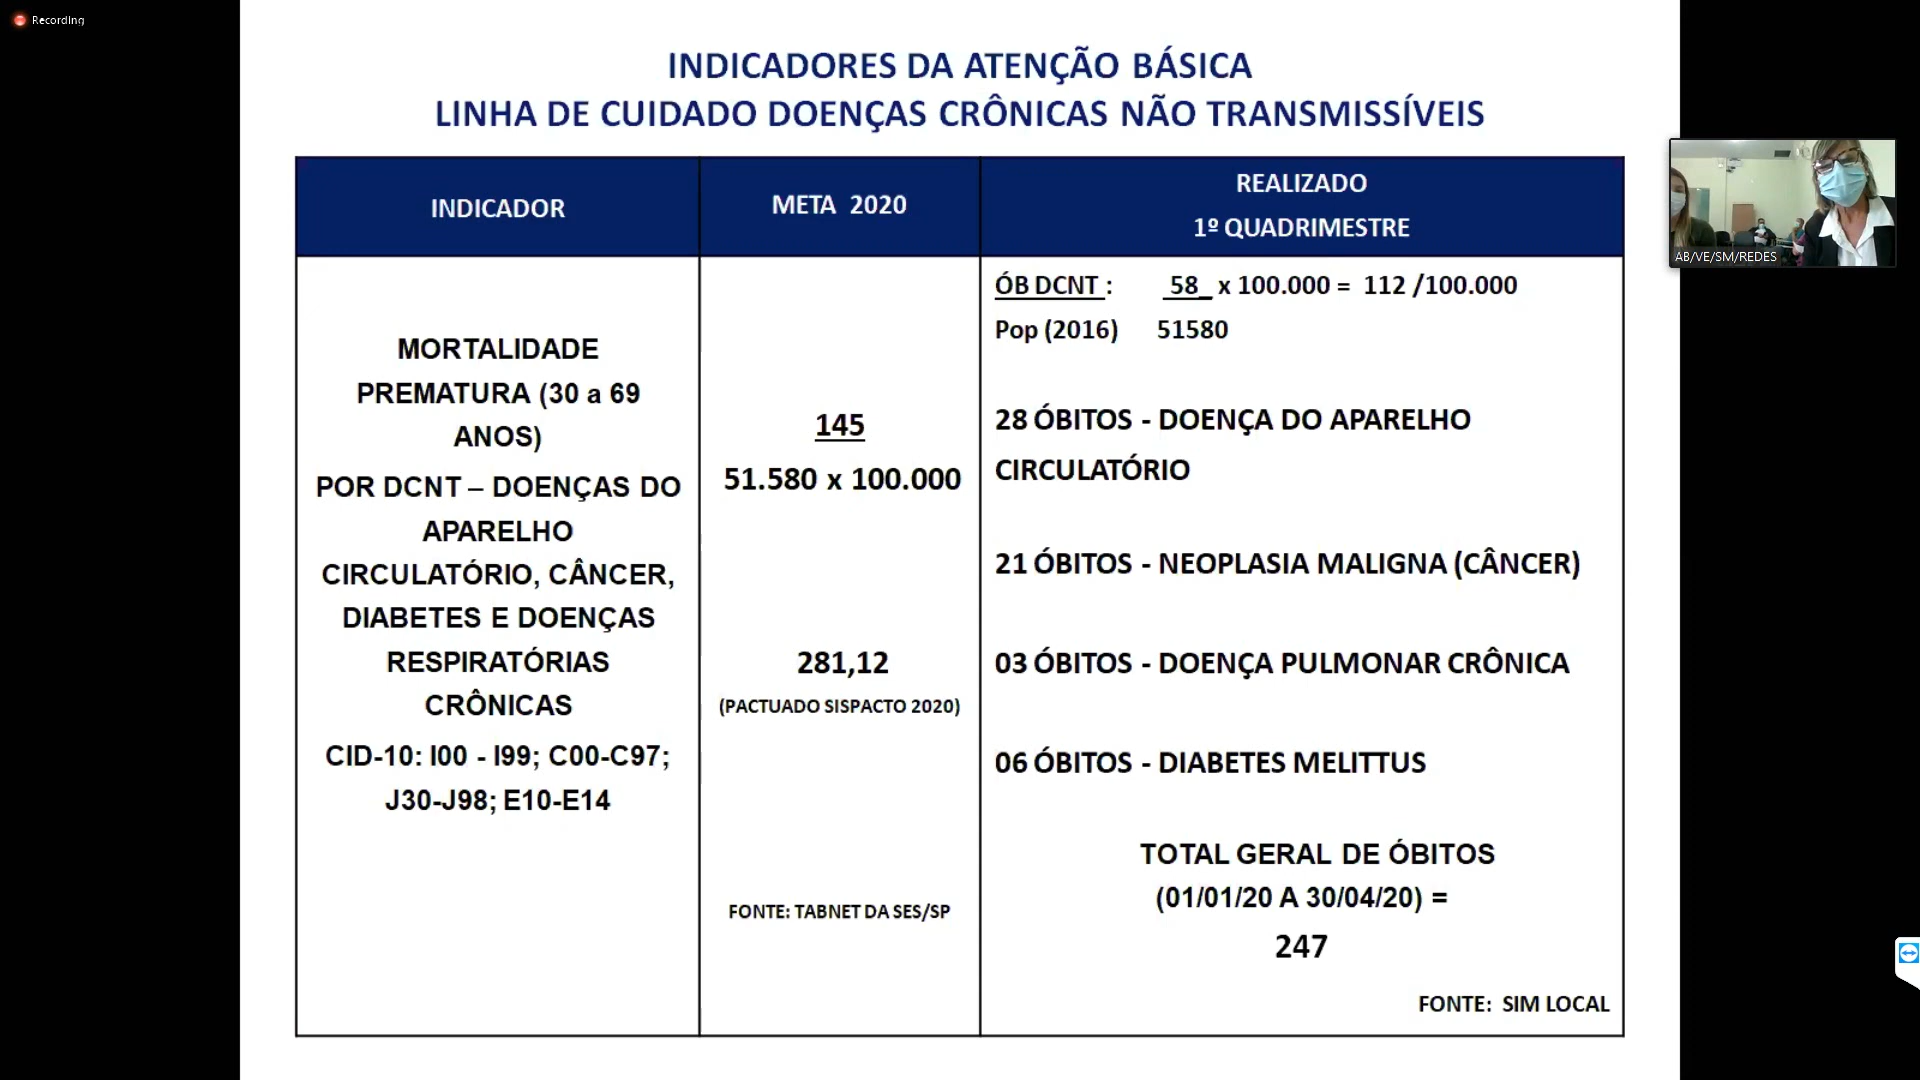 Recording
INDICADORES DA ATENÇÃO BÁSICA
LINHA DE CUIDADO DOENÇAS CRÔNICAS NÃO TRANSMISSÍVEIS
INDICADOR
META 2020
REALIZADO
1º QUADRIMESTRE
MORTALIDADE
PREMATURA (30 a 69
ANOS)
POR DCNT – DOENÇAS DO
APARELHO
CIRCULATÓRIO, CÂNCER,
DIABETES E DOENÇAS
RESPIRATÓRIAS
CRÔNICAS
CID-10: I00 - I99; C00-C97;
J30-J98; E10-E14
145
51.580 x 100.000
281,12
(PACTUADO SISPACTO 2020)
FONTE: TABNET DA SES/SP
ÓB DCNT : 58_ x 100.000 = 112 /100.000
Pop (2016) 51580
28 ÓBITOS - DOENÇA DO APARELHO
CIRCULATÓRIO
21 ÓBITOS - NEOPLASIA MALIGNA (CÂNCER)
03 ÓBITOS - DOENÇA PULMONAR CRÔNICA
06 ÓBITOS - DIABETES MELITTUS
TOTAL GERAL DE ÓBITOS
(01/01/20 A 30/04/20) =
247
FONTE: SIM LOCAL
AB/VE/SM/REDES